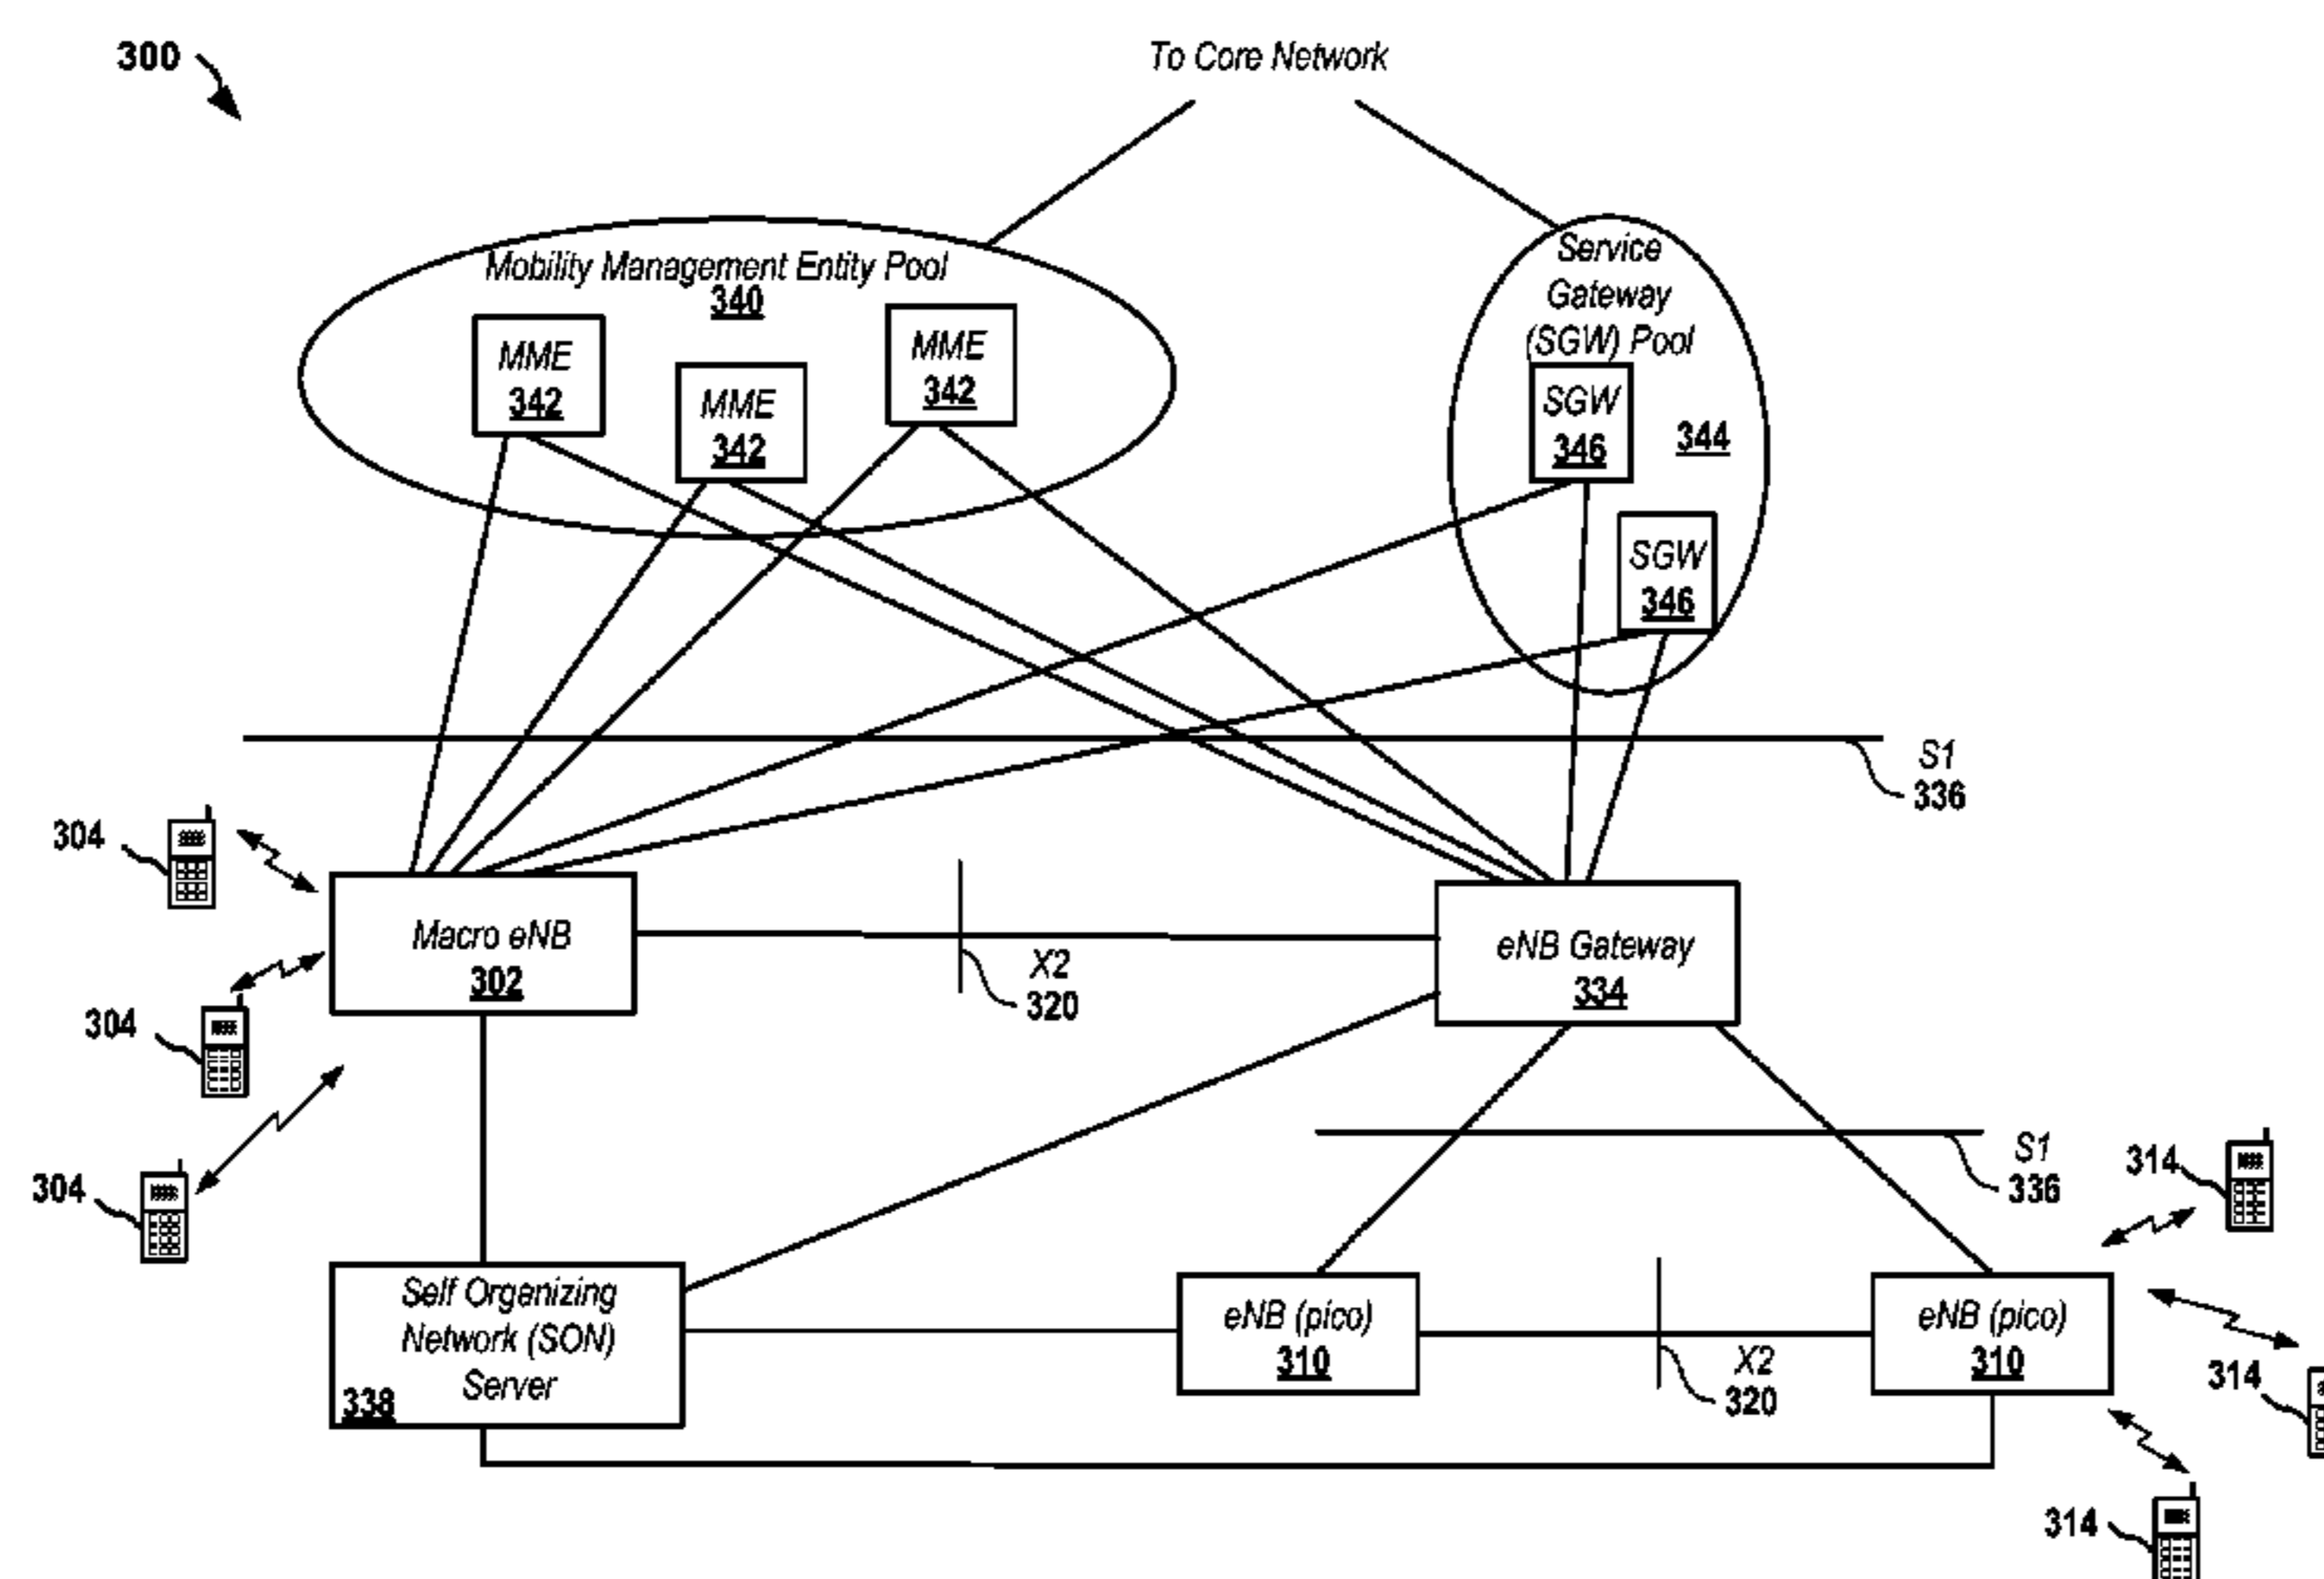 300
To Core Network
Mobility Management Entity Pool
340
MME
342
MME
342
MME
342
Service
Gateway
(SGW) Pool
SGW
346
344
SGW
346
S1
336
304
Macro eNB
302
X2
320
eNB Gateway
334
304
304
S1
336
314
Self Organizing
Network (SON)
Server
338
eNB (pico)
310
X2
320
eNB (pico)
310
314
314